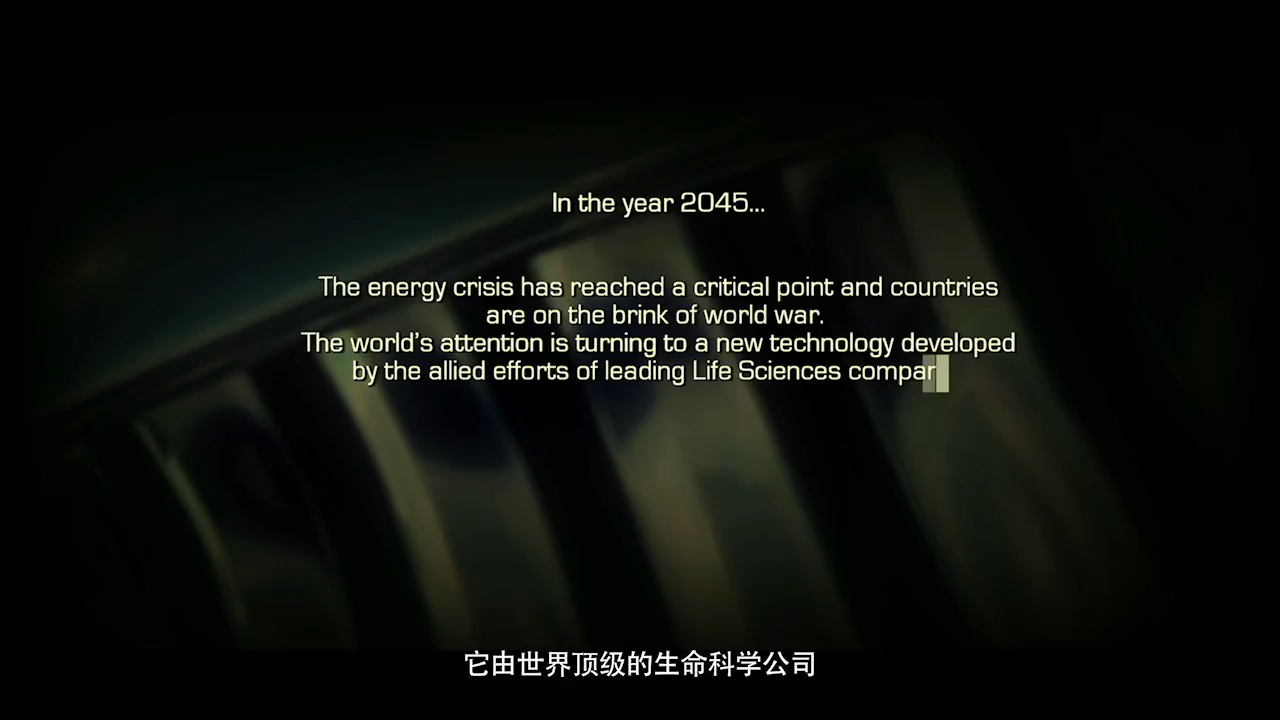 In the year 2045...
The energy crisis has reached a critical point and countries
are on the brink of world war.
The world's attention is turning to a new technology developed
by the allied efforts of leading Life Sciences compar
它由世界顶级的生命科学公司